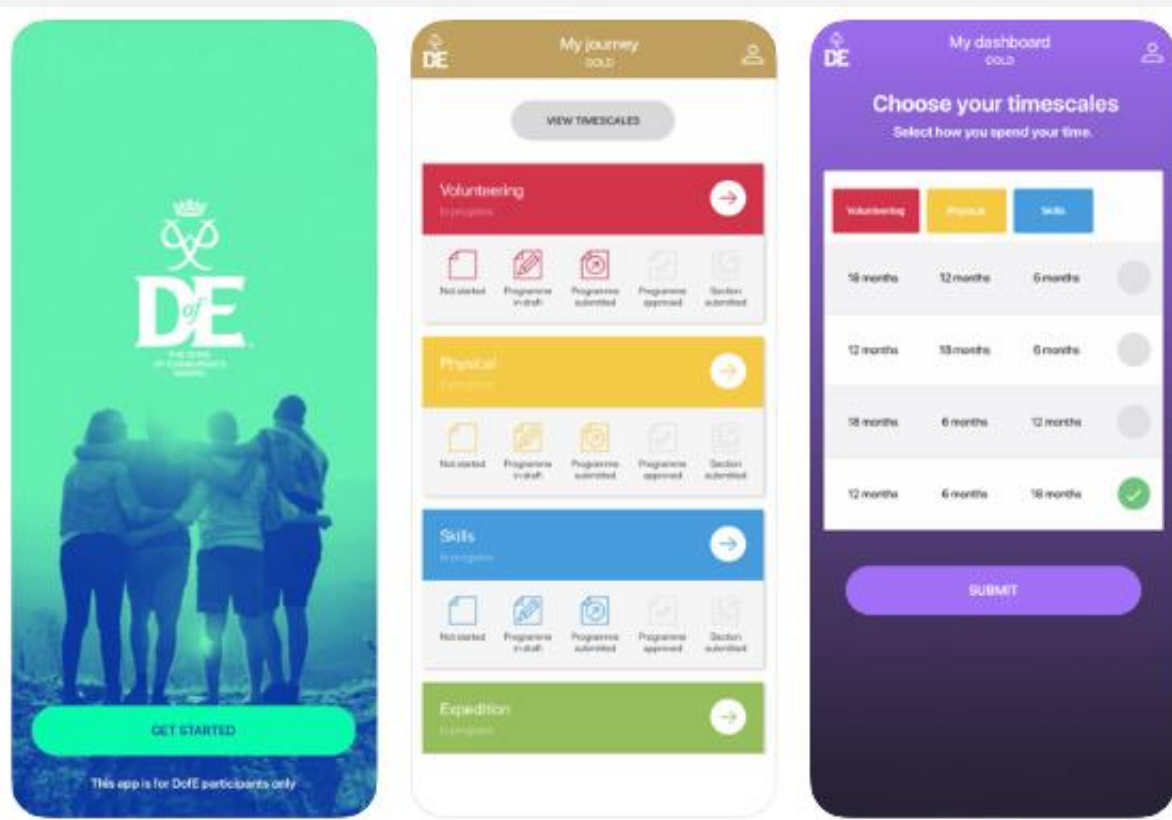 DofE
THE DUKE
OF EDINBURGH'S
AWARD
GET STARTED
This app is for DofE participants only
DE
My journey
GOLD
VIEW TIMESCALES
Volunteering
In progress
Not started
Programme
in draft
Programme
submitted
Programme
approved
Section
submitted
Physical
In progress
Not started
Programme
in draft
Programme
submitted
Programme
approved
Section
submitted
Skills
In progress
Not started
Programme
in draft
Programme
submitted
Programme
approved
Section
submitted
Expedition
In progress
DE
My dashboard
GOLD
Choose your timescales
Select how you spend your time.
Volunteering Physical Skills
18 months 12 months 6 months
12 months 18 months 6 months
18 months 6 months 12 months
12 months 6 months 18 months
SUBMIT